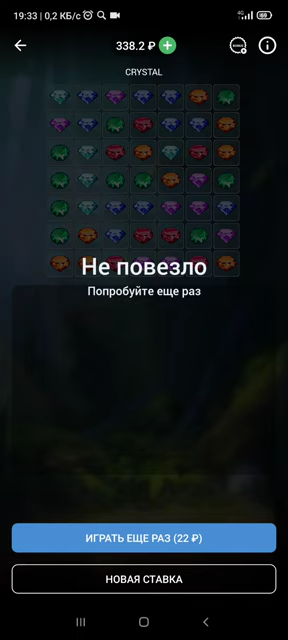 19:33 | 0,2 КБ/с
338.2 ₽
CRYSTAL
Не повезло
Попробуйте еще раз
ИГРАТЬ ЕЩЕ РАЗ (22 ₽)
НОВАЯ СТАВКА